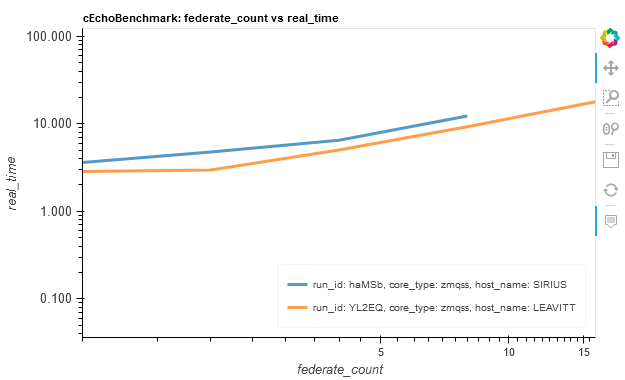 cEchoBenchmark: federate_count vs real_time
100.000
10.000
1.000
0.100
real_time
run_id: haMSb, core_type: zmqss, host_name: SIRIUS
run_id: YL2EQ, core_type: zmqss, host_name: LEAVITT
5
10
15
federate_count